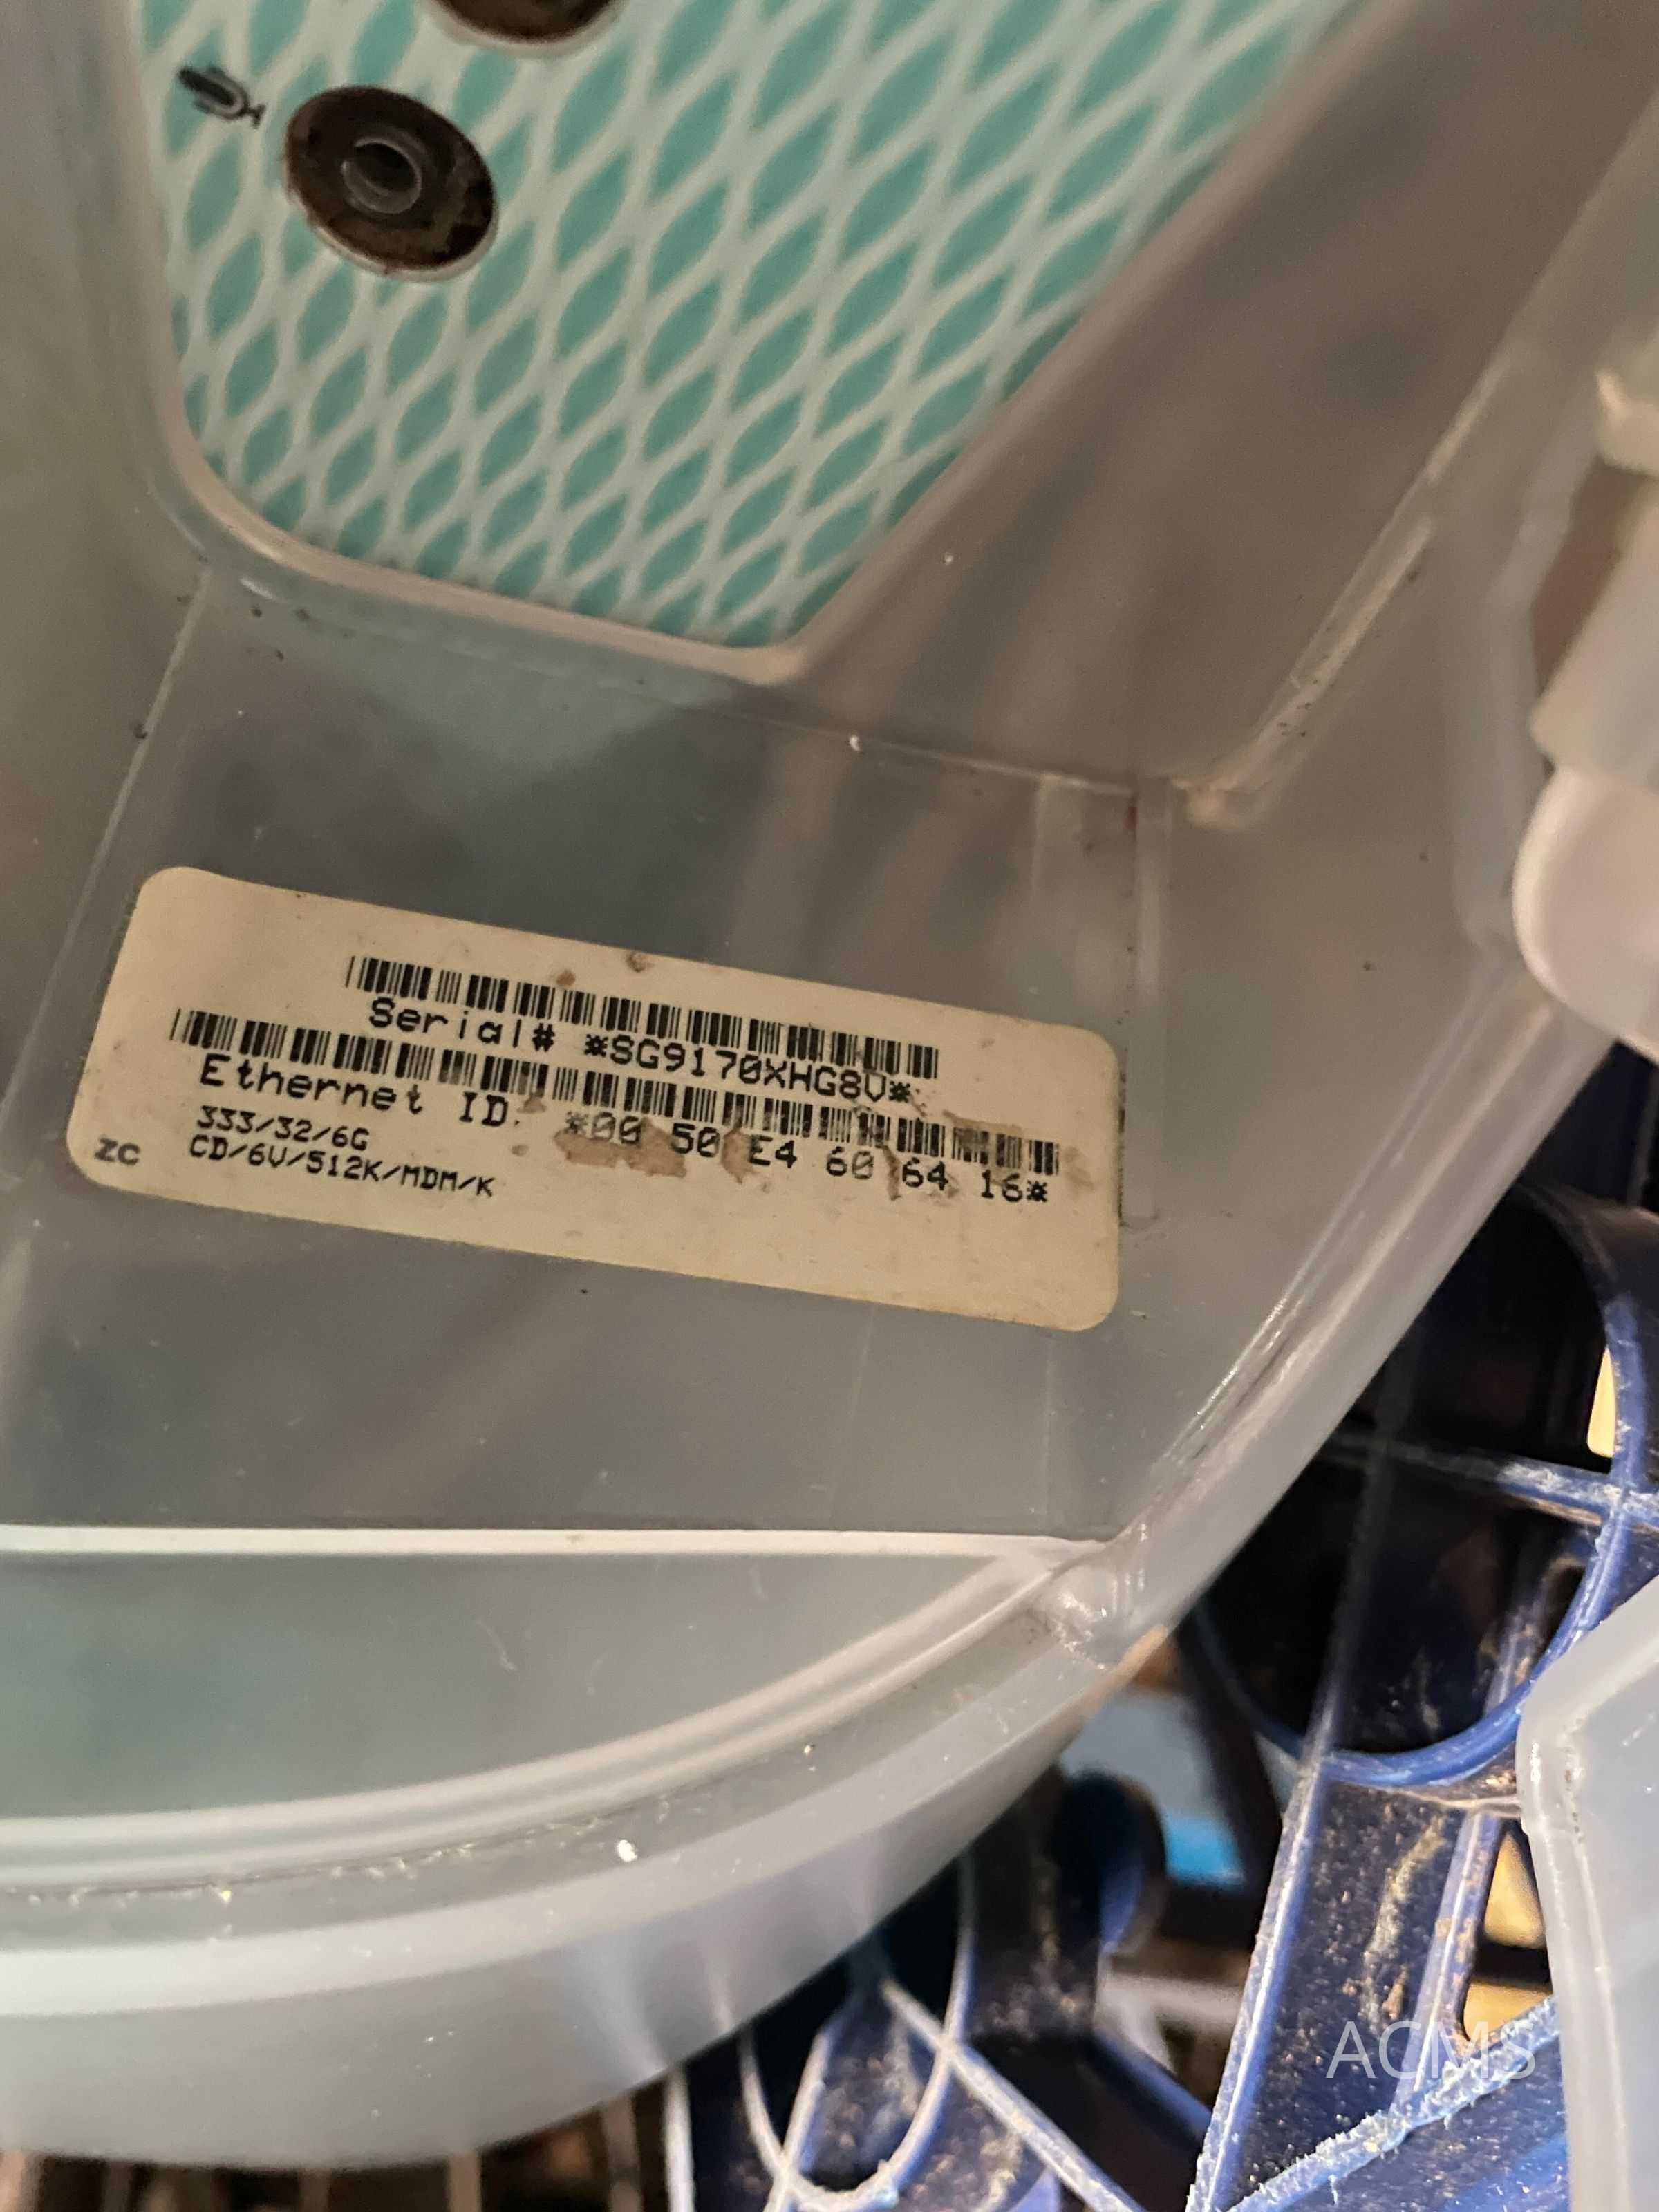 Serial# *SG9170XHG8V*
Ethernet ID *00 50 E4 60 64 16*
333/32/6G
CD/6V/512K/MDM/K
ZC
ACMS